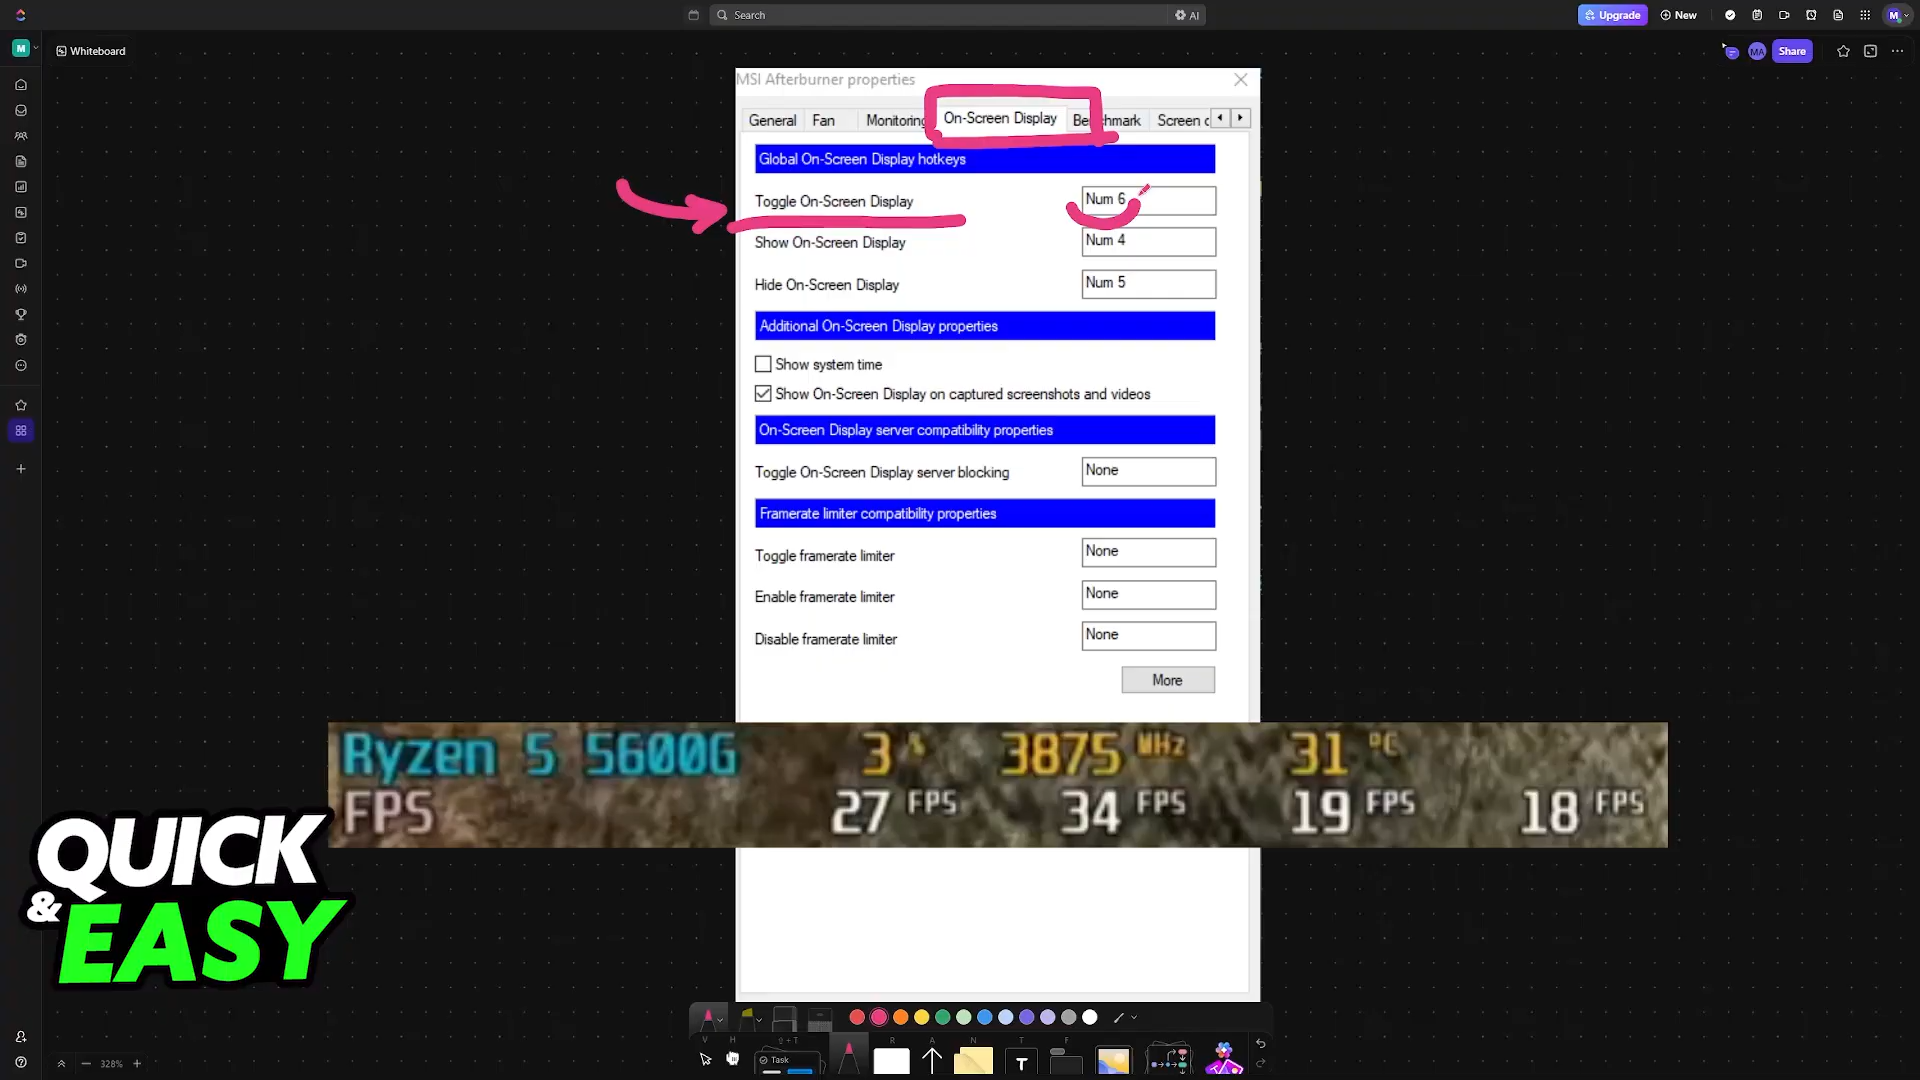 Search
AI
Upgrade
New
M
M
Whiteboard
MA
Share
MSI Afterburner properties
General
Fan
Monitoring
On-Screen Display
Benchmark
Screen c
Global On-Screen Display hotkeys
Toggle On-Screen Display
Num 6
Show On-Screen Display
Num 4
Hide On-Screen Display
Num 5
Additional On-Screen Display properties
Show system time
Show On-Screen Display on captured screenshots and videos
On-Screen Display server compatibility properties
Toggle On-Screen Display server blocking
None
Framerate limiter compatibility properties
Toggle framerate limiter
None
Enable framerate limiter
None
Disable framerate limiter
None
More
Ryzen 5 5600G 3 % 3875 MHz 31 °C
FPS 27 FPS 34 FPS 19 FPS 18 FPS
QUICK
& EASY
V H ⇧+T R A N T F
Task
T
328%